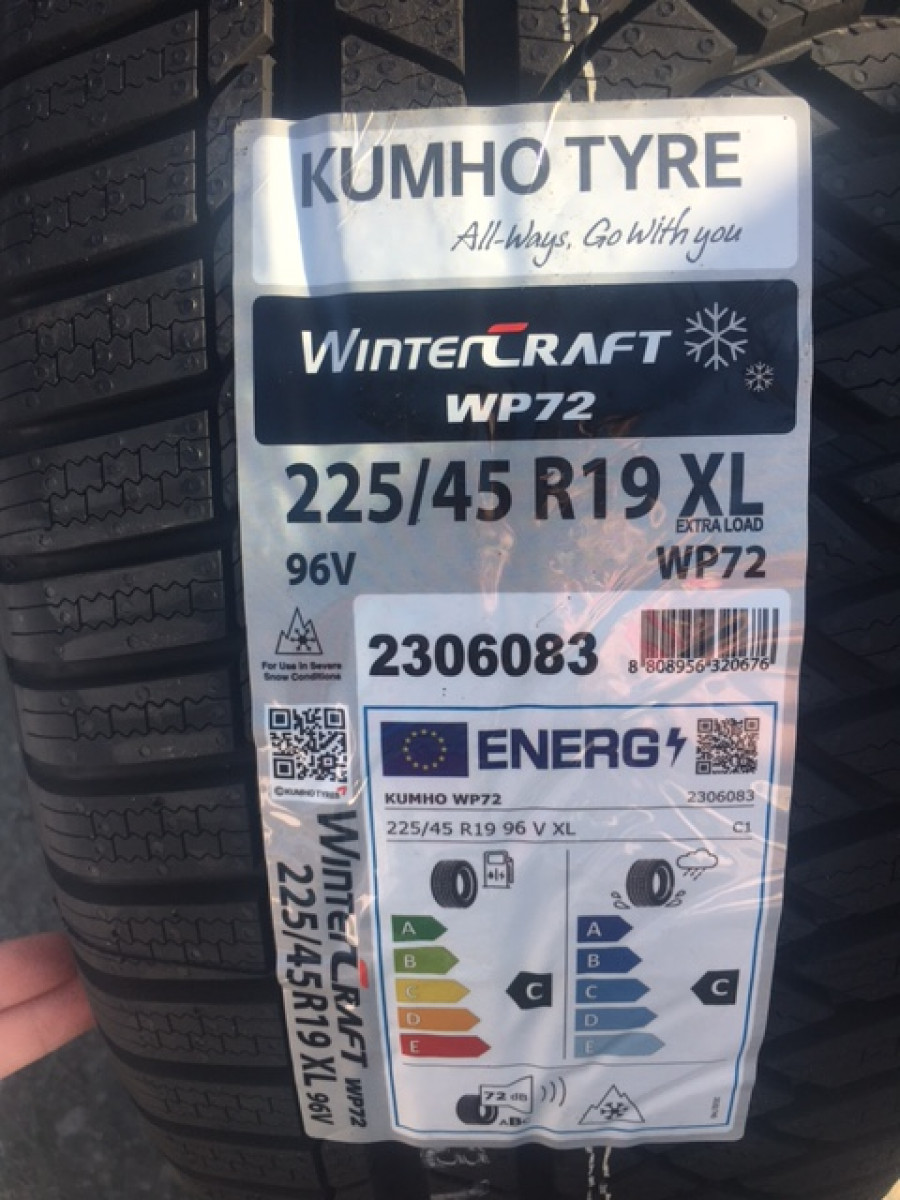 KUMHO TYRE
All-Ways, Go With you
WINTERCRAFT
WP72
225/45 R19 XL
EXTRA LOAD
96V
WP72
For Use in Severe
Snow Conditions
2306083
8 808956 320676
©KUMHO TYRES
ENERG
KUMHO WP72
2306083
225/45 R19 96 V XL
C1
A
B
C
D
E
C
A
B
C
D
E
C
72 dB
ABC
WINTERCRAFT WP72
225/45R19 XL 96V